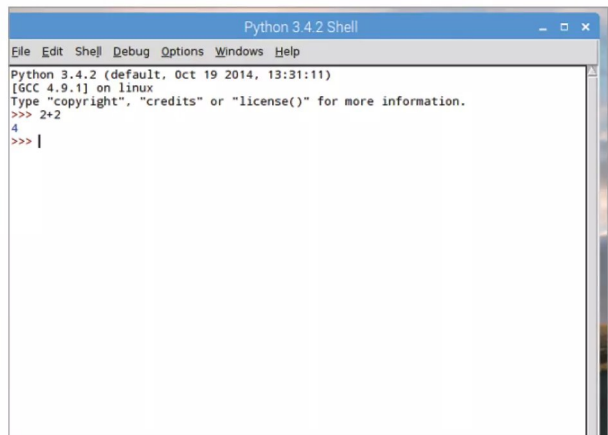 Python 3.4.2 Shell
File Edit Shell Debug Options Windows Help
Python 3.4.2 (default, Oct 19 2014, 13:31:11)
[GCC 4.9.1] on linux
Type "copyright", "credits" or "license()" for more information.
>>> 2+2
4
>>>